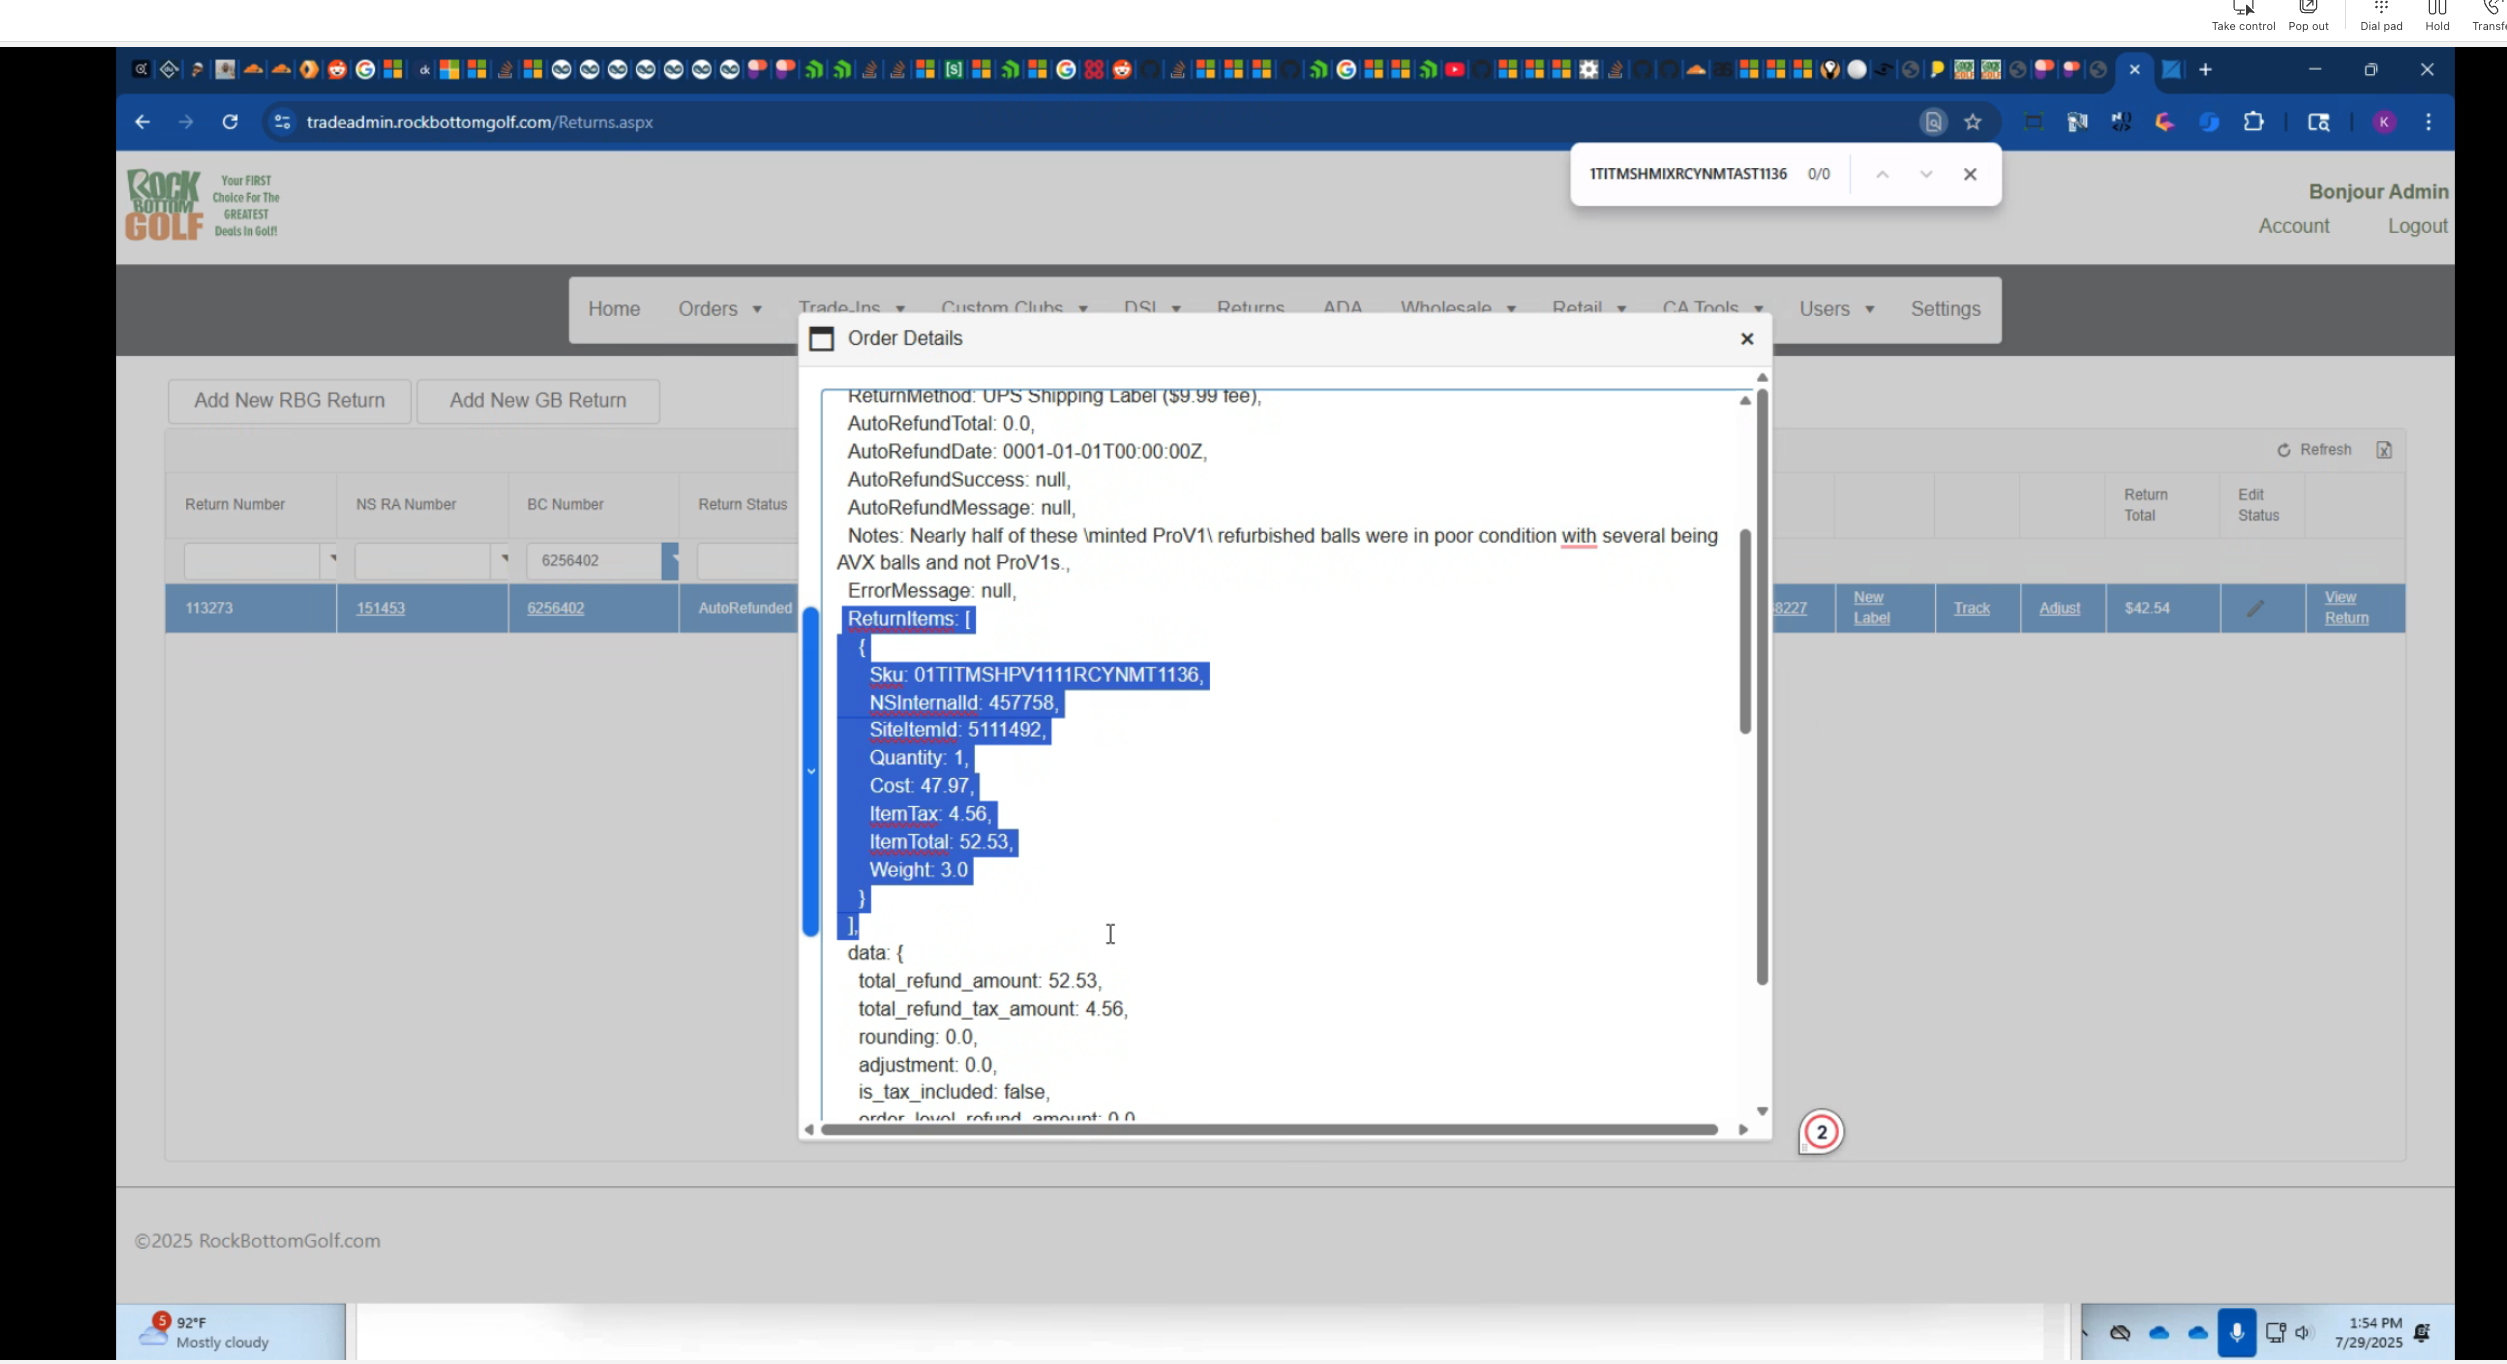 Take control
Pop out
Dial pad
Hold
tradeadmin.rockbottomgolf.com/Returns.aspx
K
1TITMSHMIXRCYNMTAST1136 0/0
ROCK BOTTOM GOLF
Your FIRST
Choice For The
GREATEST
Deals In Golf!
Bonjour Admin
Account Logout
Home Orders Trade-Ins Custom Clubs DSI Returns ADA Wholesale Retail CA Tools Users Settings
Order Details
Add New RBG Return
Add New GB Return
Refresh
Return Number
NS RA Number
BC Number
Return Status
Return Total
Edit Status
6256402
113273
151453
6256402
AutoRefunded
8227
New Label
Track
Adjust
$42.54
View Return
ReturnMethod: UPS Shipping Label ($9.99 fee),
AutoRefundTotal: 0.0,
AutoRefundDate: 0001-01-01T00:00:00Z,
AutoRefundSuccess: null,
AutoRefundMessage: null,
Notes: Nearly half of these \minted ProV1\ refurbished balls were in poor condition with several being
AVX balls and not ProV1s.,
ErrorMessage: null,
ReturnItems: [
{
Sku: 01TITMSHPV1111RCYNMT1136,
NSInternalId: 457758,
SiteItemId: 5111492,
Quantity: 1,
Cost: 47.97,
ItemTax: 4.56,
ItemTotal: 52.53,
Weight: 3.0
}
],
data: {
total_refund_amount: 52.53,
total_refund_tax_amount: 4.56,
rounding: 0.0,
adjustment: 0.0,
is_tax_included: false,
order_level_refund_amount: 0.0
2
©2025 RockBottomGolf.com
5
92°F
Mostly cloudy
1:54 PM
7/29/2025